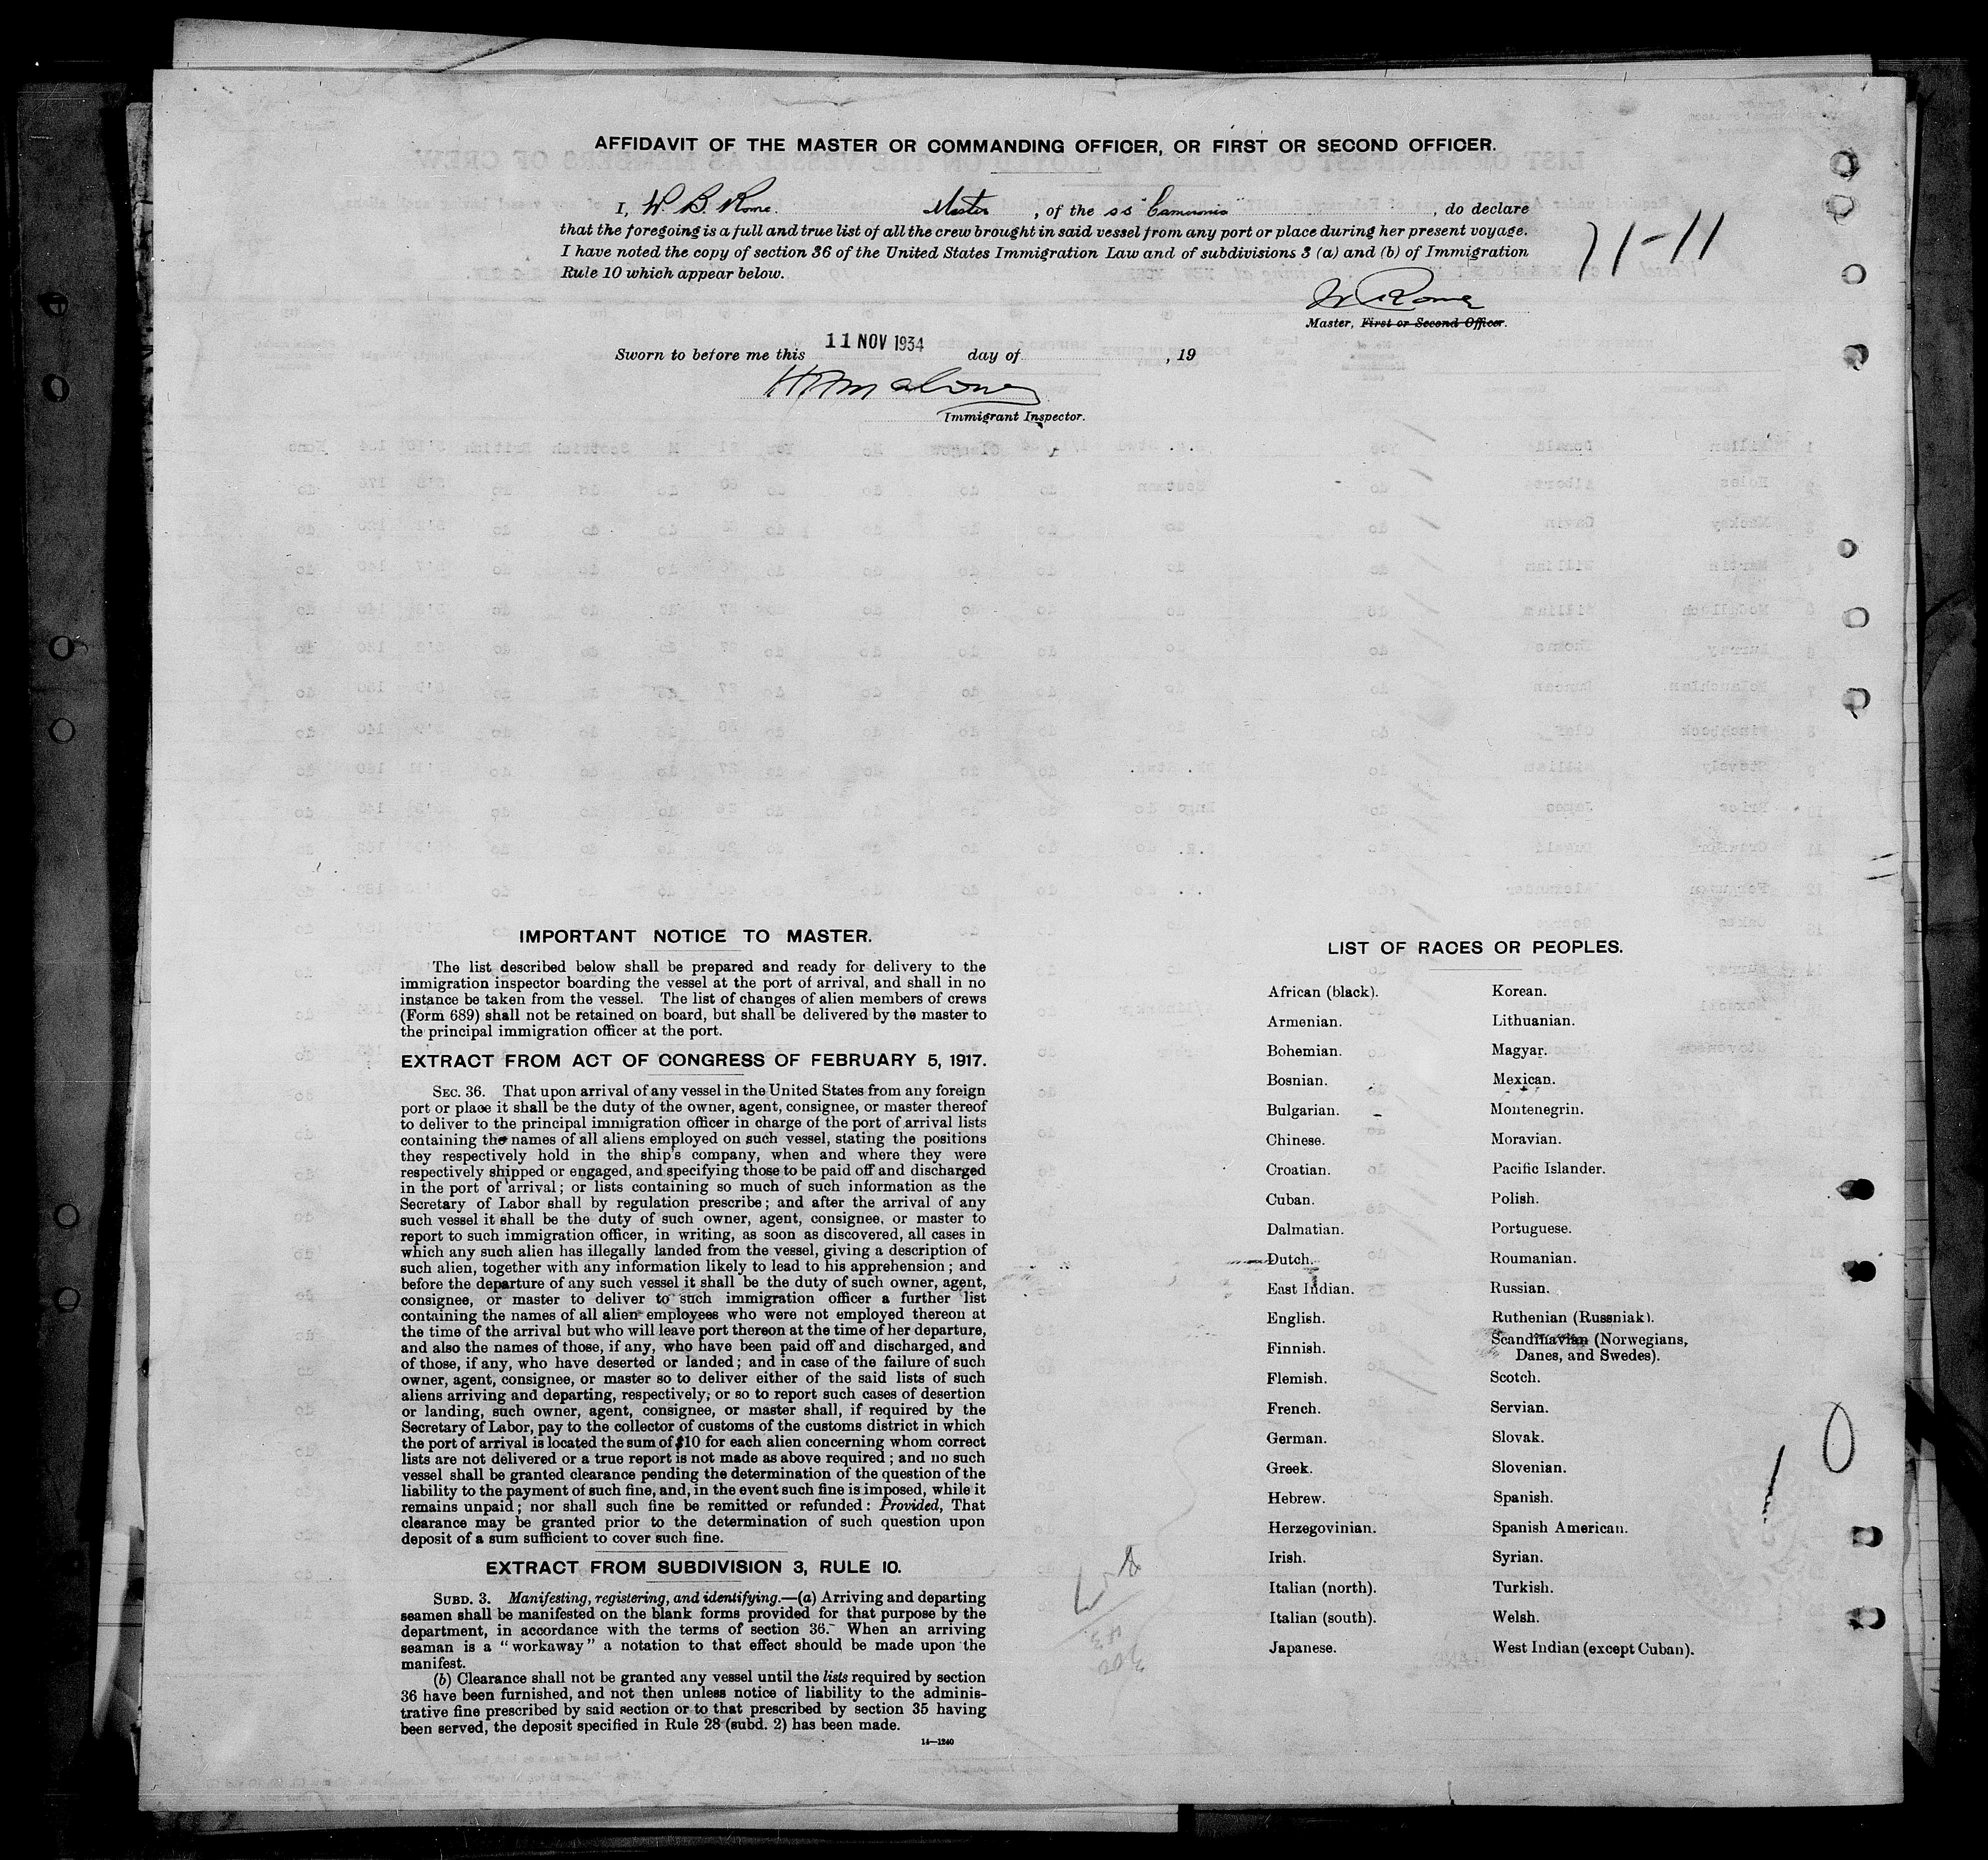 AFFIDAVIT OF THE MASTER OR COMMANDING OFFICER, OR FIRST OR SECOND OFFICER.
I, W. B. Rome. Master, of the ss "Cameronia", do declare
that the foregoing is a full and true list of all the crew brought in said vessel from any port or place during her present voyage.
I have noted the copy of section 36 of the United States Immigration Law and of subdivisions 3 (a) and (b) of Immigration
Rule 10 which appear below.
11-11
W Rome
Master, First or Second Officer.
Sworn to before me this 11 NOV 1934 day of , 19
Immigrant Inspector.
IMPORTANT NOTICE TO MASTER.
The list described below shall be prepared and ready for delivery to the
immigration inspector boarding the vessel at the port of arrival, and shall in no
instance be taken from the vessel. The list of changes of alien members of crews
(Form 689) shall not be retained on board, but shall be delivered by the master to
the principal immigration officer at the port.
EXTRACT FROM ACT OF CONGRESS OF FEBRUARY 5, 1917.
SEC. 36. That upon arrival of any vessel in the United States from any foreign
port or place it shall be the duty of the owner, agent, consignee, or master thereof
to deliver to the principal immigration officer in charge of the port of arrival lists
containing the names of all aliens employed on such vessel, stating the positions
they respectively hold in the ship's company, when and where they were
respectively shipped or engaged, and specifying those to be paid off and discharged
in the port of arrival; or lists containing so much of such information as the
Secretary of Labor shall by regulation prescribe; and after the arrival of any
such vessel it shall be the duty of such owner, agent, consignee, or master to
report to such immigration officer, in writing, as soon as discovered, all cases in
which any such alien has illegally landed from the vessel, giving a description of
such alien, together with any information likely to lead to his apprehension; and
before the departure of any such vessel it shall be the duty of such owner, agent,
consignee, or master to deliver to such immigration officer a further list
containing the names of all alien employees who were not employed thereon at
the time of the arrival but who will leave port thereon at the time of her departure,
and also the names of those, if any, who have been paid off and discharged, and
of those, if any, who have deserted or landed; and in case of the failure of such
owner, agent, consignee, or master so to deliver either of the said lists of such
aliens arriving and departing, respectively, or so to report such cases of desertion
or landing, such owner, agent, consignee, or master shall, if required by the
Secretary of Labor, pay to the collector of customs of the customs district in which
the port of arrival is located the sum of $10 for each alien concerning whom correct
lists are not delivered or a true report is not made as above required; and no such
vessel shall be granted clearance pending the determination of the question of the
liability to the payment of such fine, and, in the event such fine is imposed, while it
remains unpaid; nor shall such fine be remitted or refunded: Provided, That
clearance may be granted prior to the determination of such question upon
deposit of a sum sufficient to cover such fine.
EXTRACT FROM SUBDIVISION 3, RULE 10.
SUBD. 3. Manifesting, registering, and identifying.—(a) Arriving and departing
seamen shall be manifested on the blank forms provided for that purpose by the
department, in accordance with the terms of section 36. When an arriving
seaman is a "workaway" a notation to that effect should be made upon the
manifest.
(b) Clearance shall not be granted any vessel until the lists required by section
36 have been furnished, and not then unless notice of liability to the adminis-
trative fine prescribed by said section or to that prescribed by section 35 having
been served, the deposit specified in Rule 28 (subd. 2) has been made.
14—1240
LIST OF RACES OR PEOPLES.
African (black).
Armenian.
Bohemian.
Bosnian.
Bulgarian.
Chinese.
Croatian.
Cuban.
Dalmatian.
Dutch.
East Indian.
English.
Finnish.
Flemish.
French.
German.
Greek.
Hebrew.
Herzegovinian.
Irish.
Italian (north).
Italian (south).
Japanese.
Korean.
Lithuanian.
Magyar.
Mexican.
Montenegrin.
Moravian.
Pacific Islander.
Polish.
Portuguese.
Roumanian.
Russian.
Ruthenian (Russniak).
Scandinavian (Norwegians,
Danes, and Swedes).
Scotch.
Servian.
Slovak.
Slovenian.
Spanish.
Spanish American.
Syrian.
Turkish.
Welsh.
West Indian (except Cuban).
10